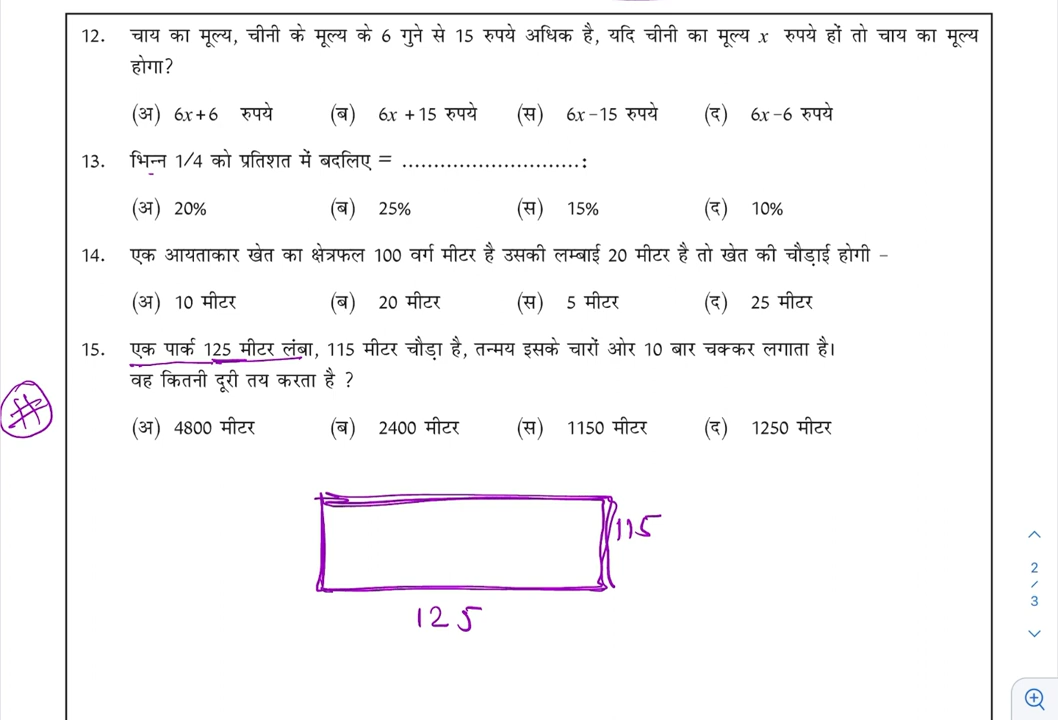 12. चाय का मूल्य, चीनी के मूल्य के 6 गुने से 15 रुपये अधिक है, यदि चीनी का मूल्य x रुपये हों तो चाय का मूल्य
होगा?
(अ) 6x+6 रुपये (ब) 6x +15 रुपये (स) 6x-15 रुपये (द) 6x-6 रुपये
13. भिन्न 1/4 को प्रतिशत में बदलिए = ............................:
(अ) 20% (ब) 25% (स) 15% (द) 10%
14. एक आयताकार खेत का क्षेत्रफल 100 वर्ग मीटर है उसकी लम्बाई 20 मीटर है तो खेत की चौड़ाई होगी -
(अ) 10 मीटर (ब) 20 मीटर (स) 5 मीटर (द) 25 मीटर
15. एक पार्क 125 मीटर लंबा, 115 मीटर चौड़ा है, तन्मय इसके चारों ओर 10 बार चक्कर लगाता है।
वह कितनी दूरी तय करता है ?
#
(अ) 4800 मीटर (ब) 2400 मीटर (स) 1150 मीटर (द) 1250 मीटर
115
125
2
/
3